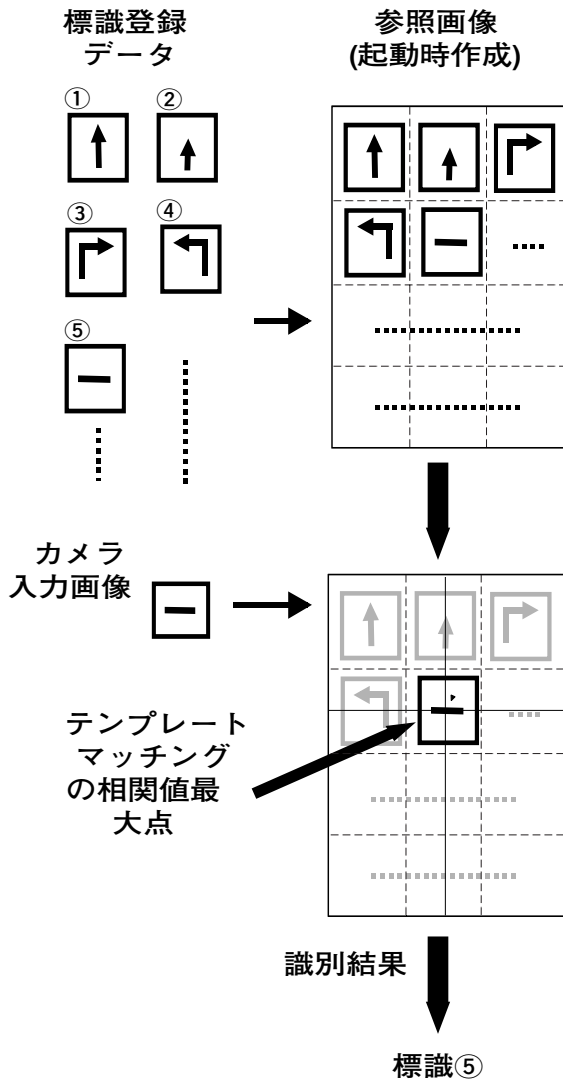 標識登録
データ
参照画像
(起動時作成)
①
②
③
④
⑤
カメラ
入力画像
テンプレート
マッチング
の相関値最
大点
識別結果
標識⑤